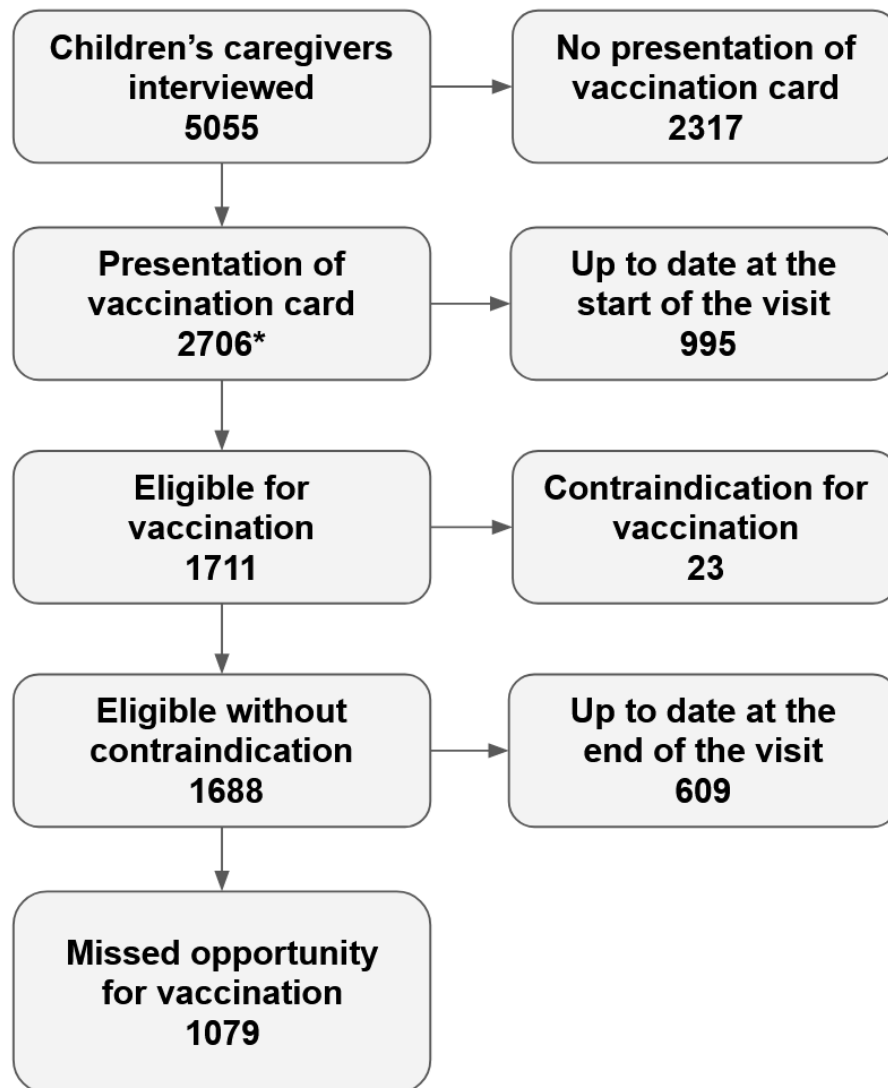 Children’s caregivers
interviewed
5055
No presentation of
vaccination card
2317
Presentation of
vaccination card
2706*
Up to date at the
start of the visit
995
Eligible for
vaccination
1711
Contraindication for
vaccination
23
Eligible without
contraindication
1688
Up to date at the
end of the visit
609
Missed opportunity
for vaccination
1079